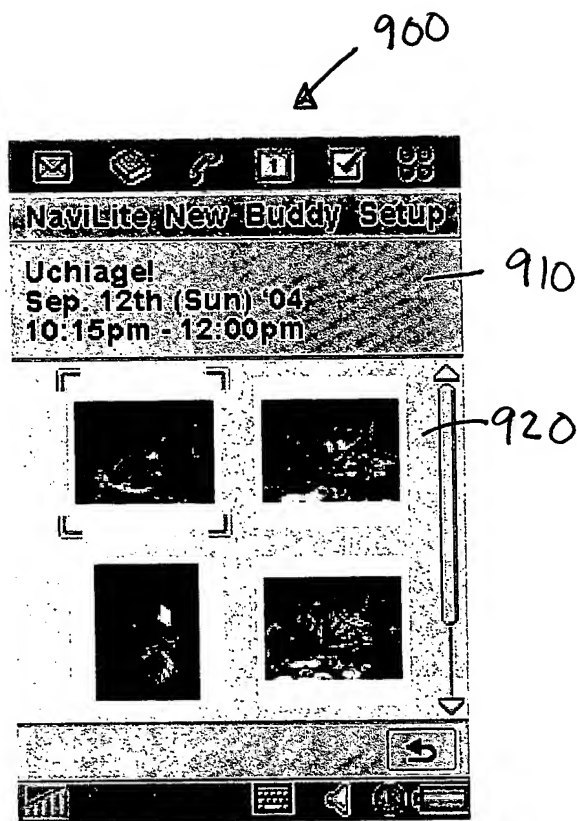 900
NaviLite New Buddy Setup
Uchiage!
Sep. 12th (Sun) '04
10:15pm - 12:00pm
910
920